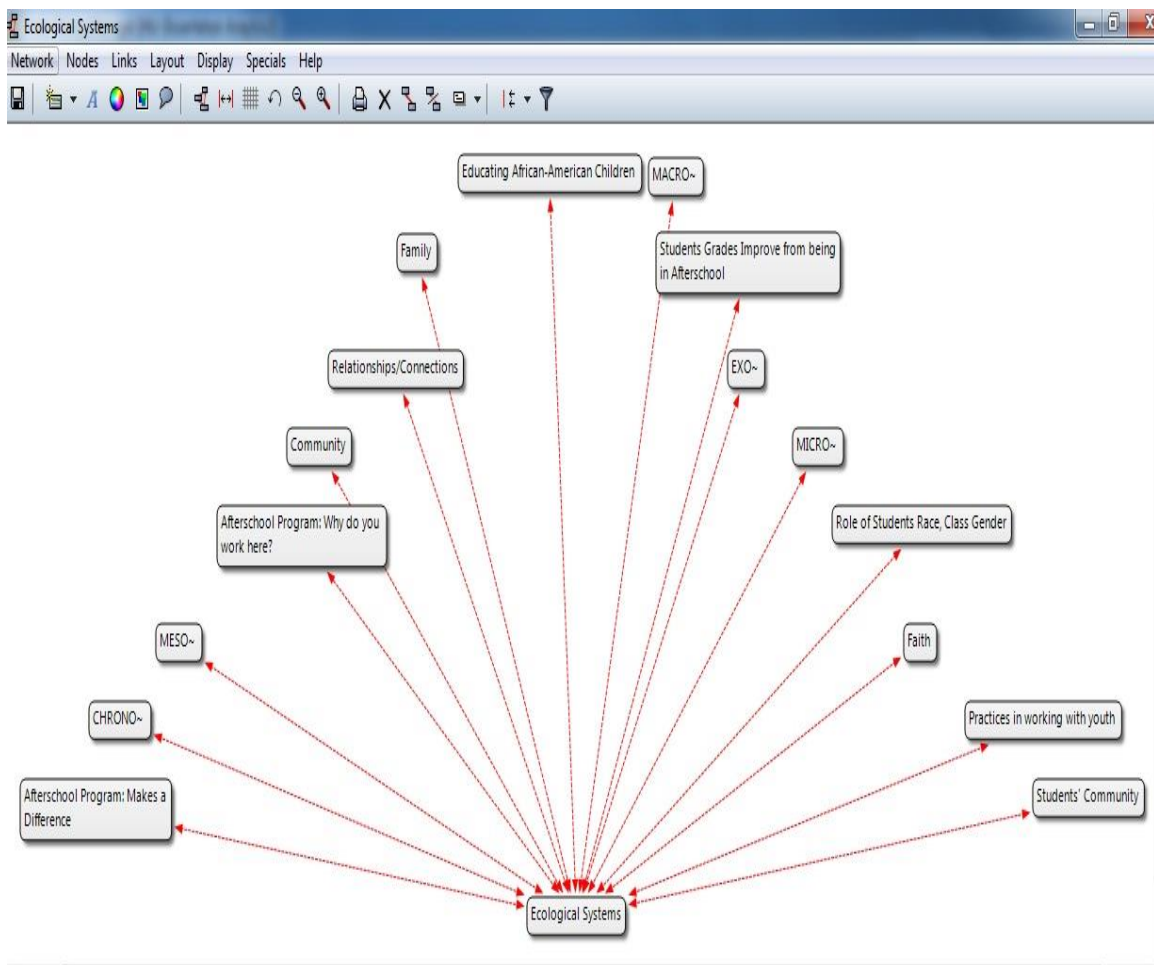 Ecological Systems
Network Nodes Links Layout Display Specials Help
Educating African-American Children
MACRO~
Family
Students Grades Improve from being
in Afterschool
Relationships/Connections
EXO~
Community
MICRO~
Afterschool Program: Why do you
work here?
Role of Students Race, Class Gender
MESO~
Faith
CHRONO~
Practices in working with youth
Afterschool Program: Makes a
Difference
Students' Community
Ecological Systems